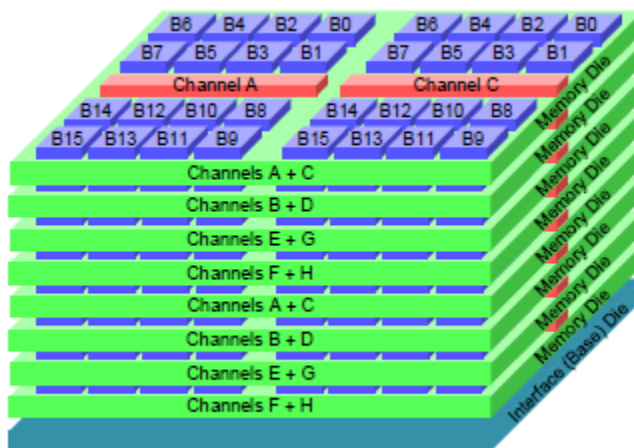 B6 B4 B2 B0 B6 B4 B2 B0
B7 B5 B3 B1 B7 B5 B3 B1
Channel A Channel C
B14 B12 B10 B8 B14 B12 B10 B8
B15 B13 B11 B9 B15 B13 B11 B9
Channels A + C
Channels B + D
Channels E + G
Channels F + H
Channels A + C
Channels B + D
Channels E + G
Channels F + H
Memory Die
Memory Die
Memory Die
Memory Die
Memory Die
Memory Die
Memory Die
Memory Die
Interface (Base) Die